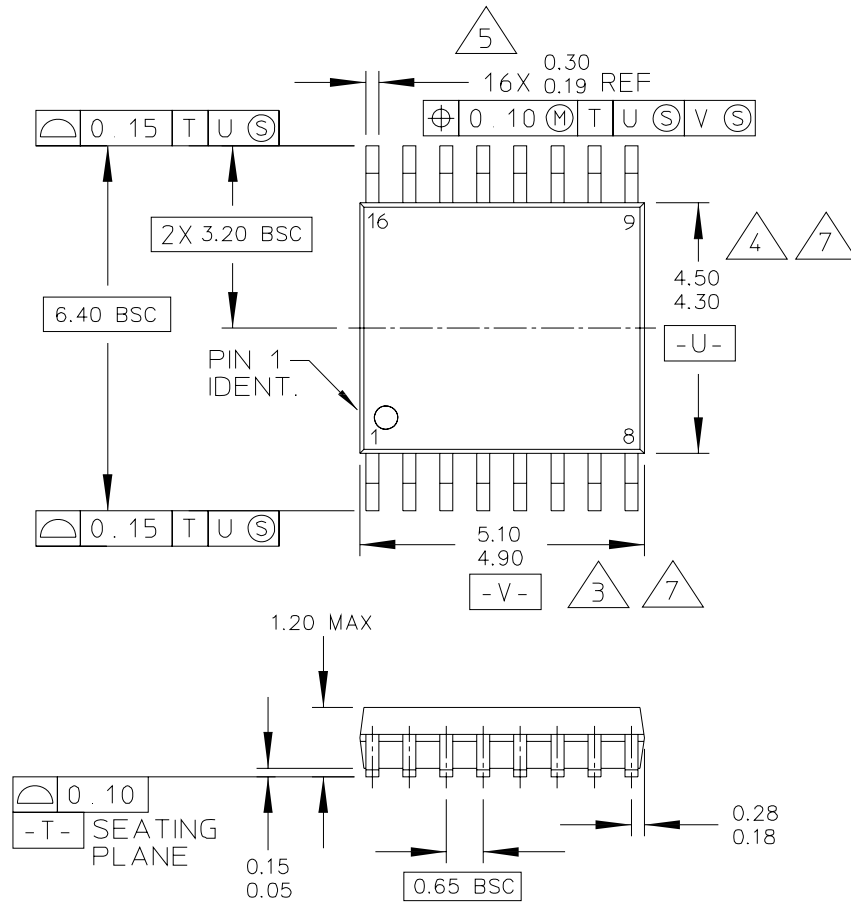 5
0.30
16X 0.19 REF
⌖ 0.10 Ⓜ T U Ⓢ V Ⓢ
⌓ 0.15 T U Ⓢ
2X 3.20 BSC
16 9
4 7
4.50
4.30
6.40 BSC
-U-
PIN 1
IDENT.
1 8
⌓ 0.15 T U Ⓢ
5.10
4.90
-V- 3 7
1.20 MAX
⌓ 0.10
-T- SEATING
PLANE
0.15
0.05
0.65 BSC
0.28
0.18